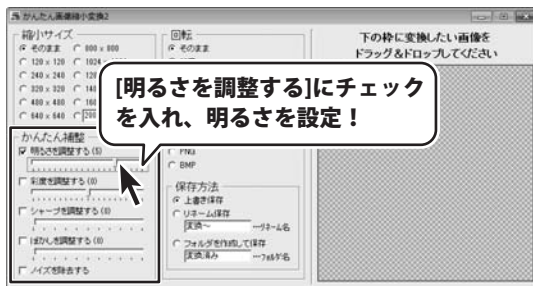 かんたん画像縮小変換2
縮小サイズ
そのまま 800 x 800
120 x 120 1024 x
240 x 240
320 x 320
480 x 480
640 x 640
回転
そのまま
下の枠に変換したい画像を
ドラッグ&ドロップしてください
[明るさを調整する]にチェック
を入れ、明るさを設定!
かんたん補整
明るさを調整する (5)
彩度を調整する (0)
シャープを調整する (0)
ぼかしを調整する (0)
ノイズを除去する
PNG
BMP
保存方法
上書き保存
リネーム保存
変換~ …リネーム名
フォルダを作成して保存
変換済み …フォルダ名